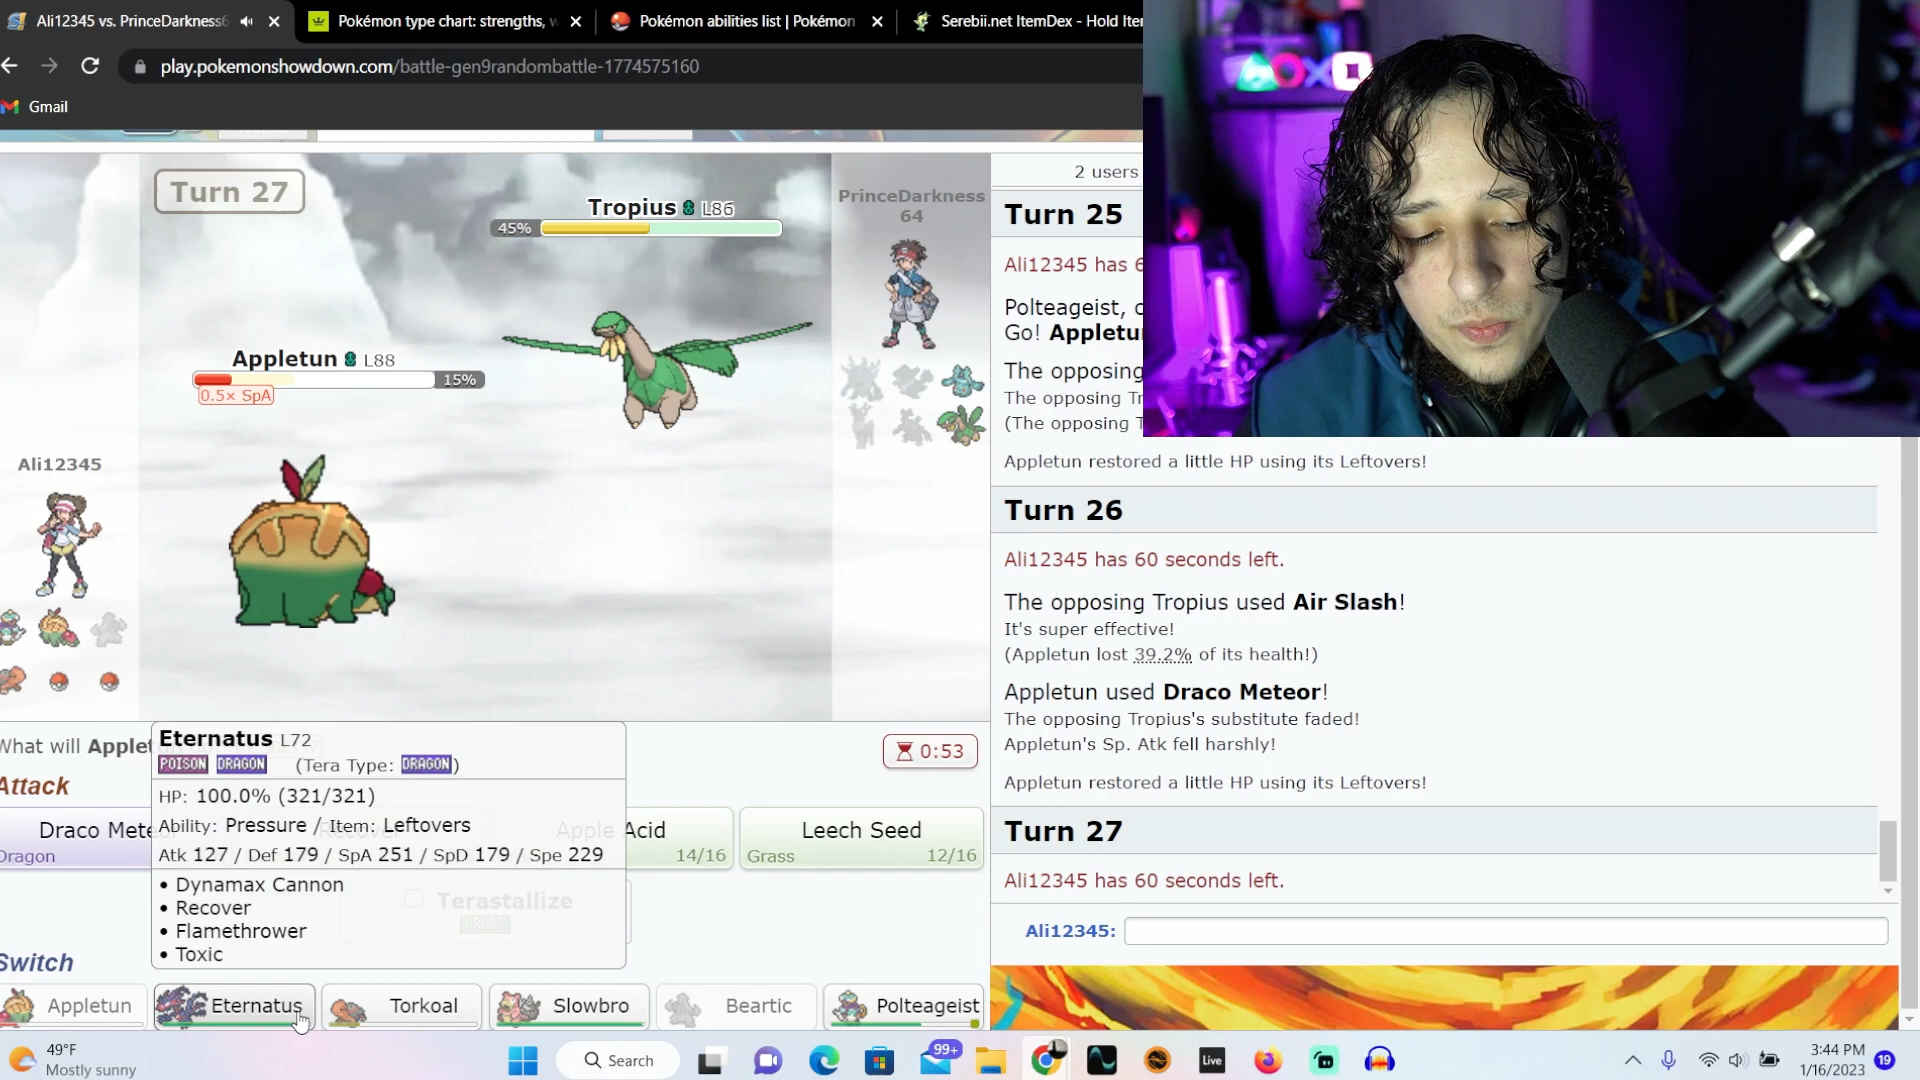 Ali12345 vs. PrinceDarkness6
Pokémon type chart: strengths, w
Pokémon abilities list | Pokémon
Serebii.net ItemDex - Hold Iter
play.pokemonshowdown.com/battle-gen9randombattle-1774575160
Gmail
Turn 27
Tropius L86
45%
Appletun L88
15%
0.5× SpA
Ali12345
PrinceDarkness
64
2 users
Turn 25
Ali12345 has 6
Polteageist, c
Go! Appletu
The opposing
The opposing Tr
(The opposing T
Appletun restored a little HP using its Leftovers!
Turn 26
Ali12345 has 60 seconds left.
The opposing Tropius used Air Slash!
It's super effective!
(Appletun lost 39.2% of its health!)
Appletun used Draco Meteor!
The opposing Tropius's substitute faded!
Appletun's Sp. Atk fell harshly!
Appletun restored a little HP using its Leftovers!
Turn 27
Ali12345 has 60 seconds left.
Ali12345:
What will Applet
0:53
Attack
Draco Mete
Dragon
Recover
Apple Acid
14/16
Leech Seed
Grass 12/16
Terastallize
GRASS
Eternatus L72
POISON DRAGON (Tera Type: DRAGON)
HP: 100.0% (321/321)
Ability: Pressure / Item: Leftovers
Atk 127 / Def 179 / SpA 251 / SpD 179 / Spe 229
• Dynamax Cannon
• Recover
• Flamethrower
• Toxic
Switch
Appletun
Eternatus
Torkoal
Slowbro
Beartic
Polteageist
49°F
Mostly sunny
Search
99+
Live
3:44 PM
1/16/2023
19